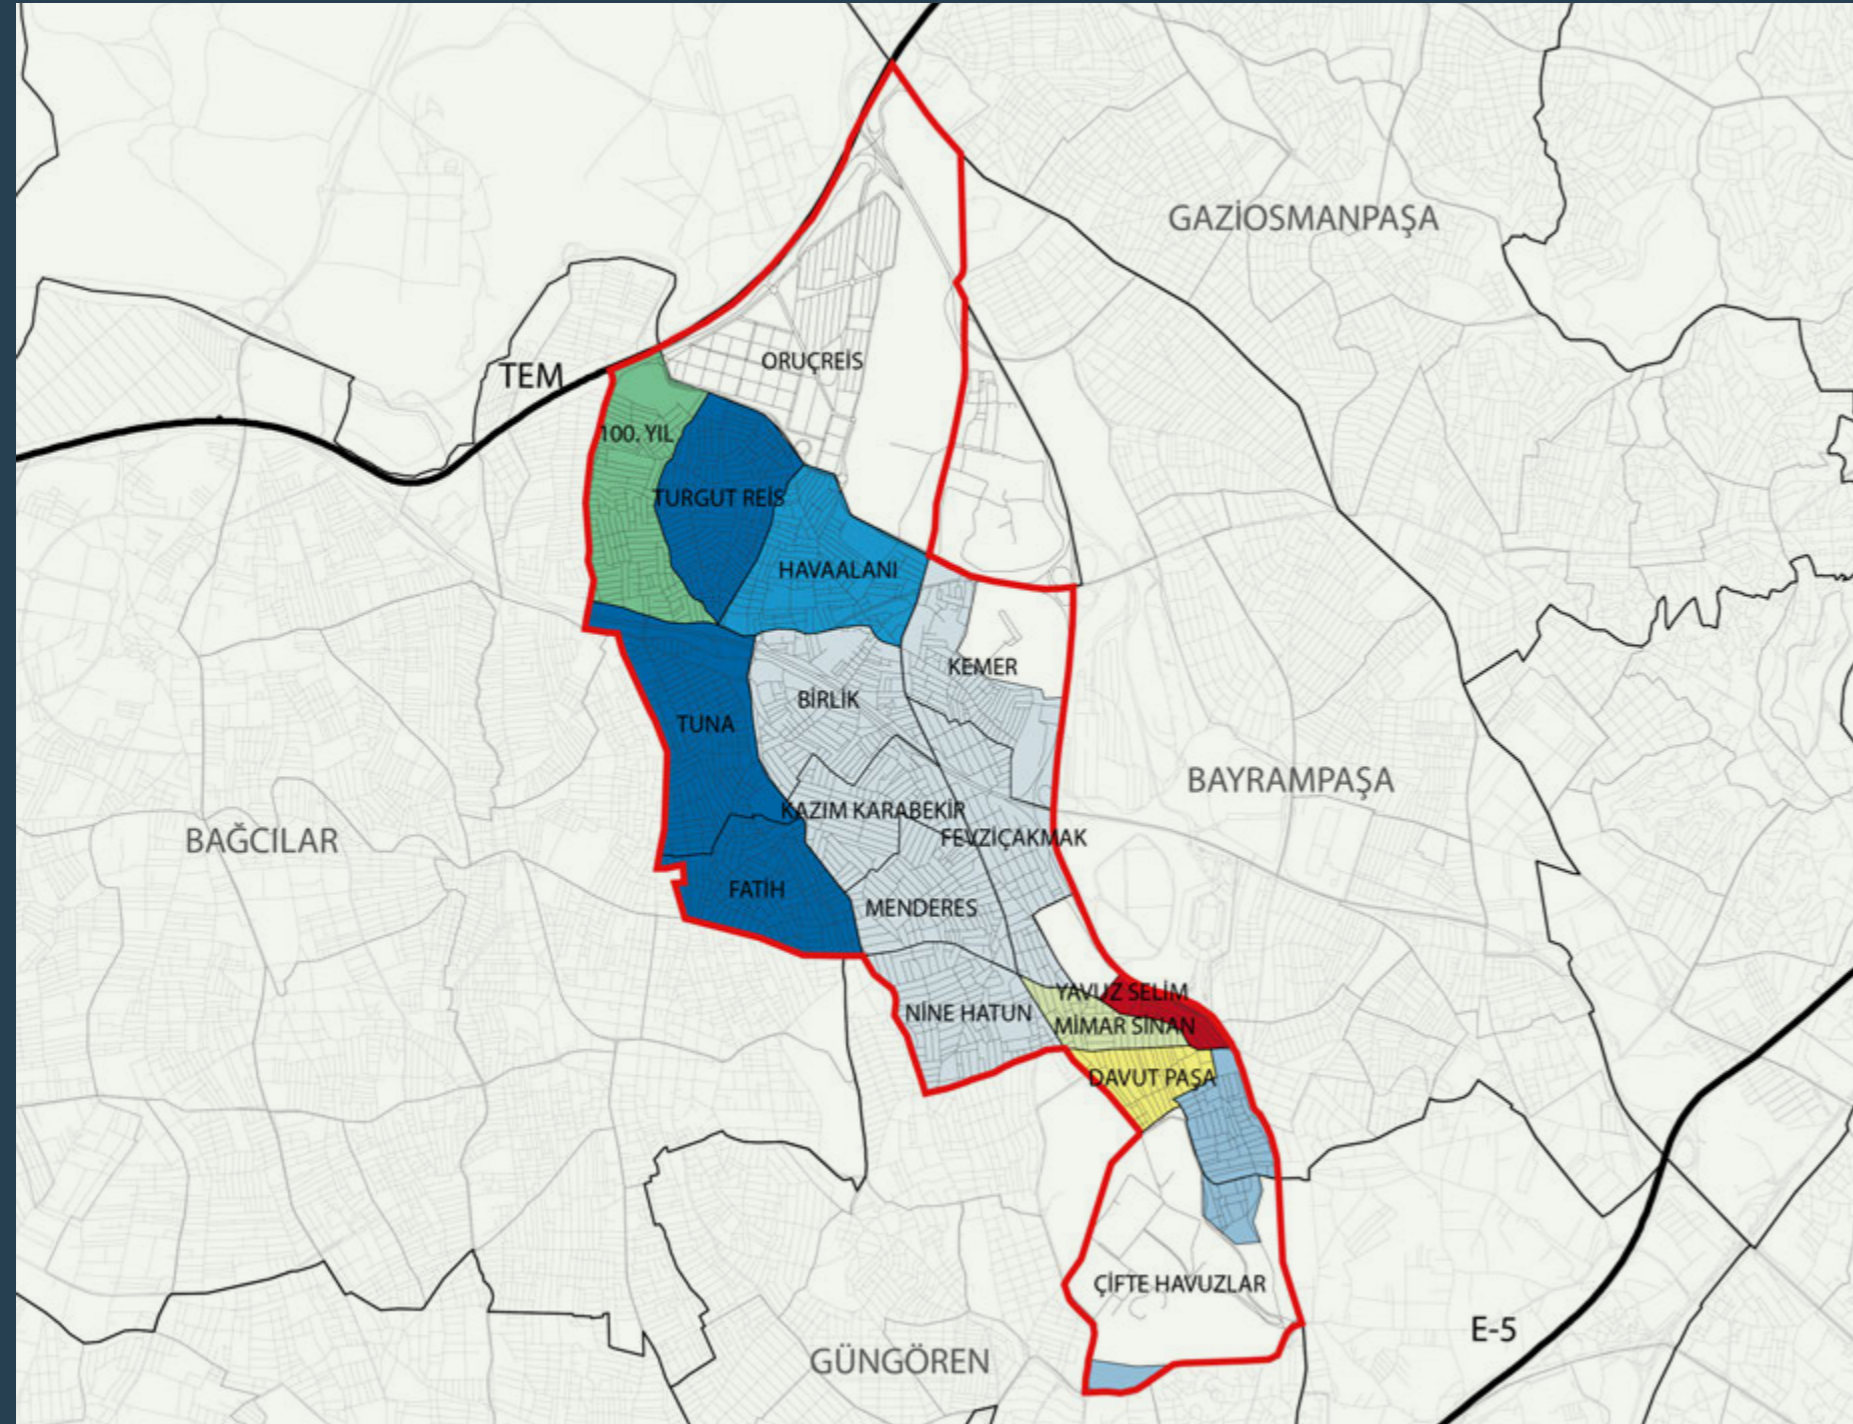 GAZİOSMANPAŞA
ORUÇREİS
TEM
100. YIL
TURGUT REİS
HAVAALANI
KEMER
BİRLİK
TUNA
BAYRAMPAŞA
KAZIM KARABEKİR
BAĞCILAR
FEVZİÇAKMAK
FATİH
MENDERES
YAVUZ SELİM
NİNE HATUN
MİMAR SİNAN
DAVUT PAŞA
ÇİFTE HAVUZLAR
E-5
GÜNGÖREN